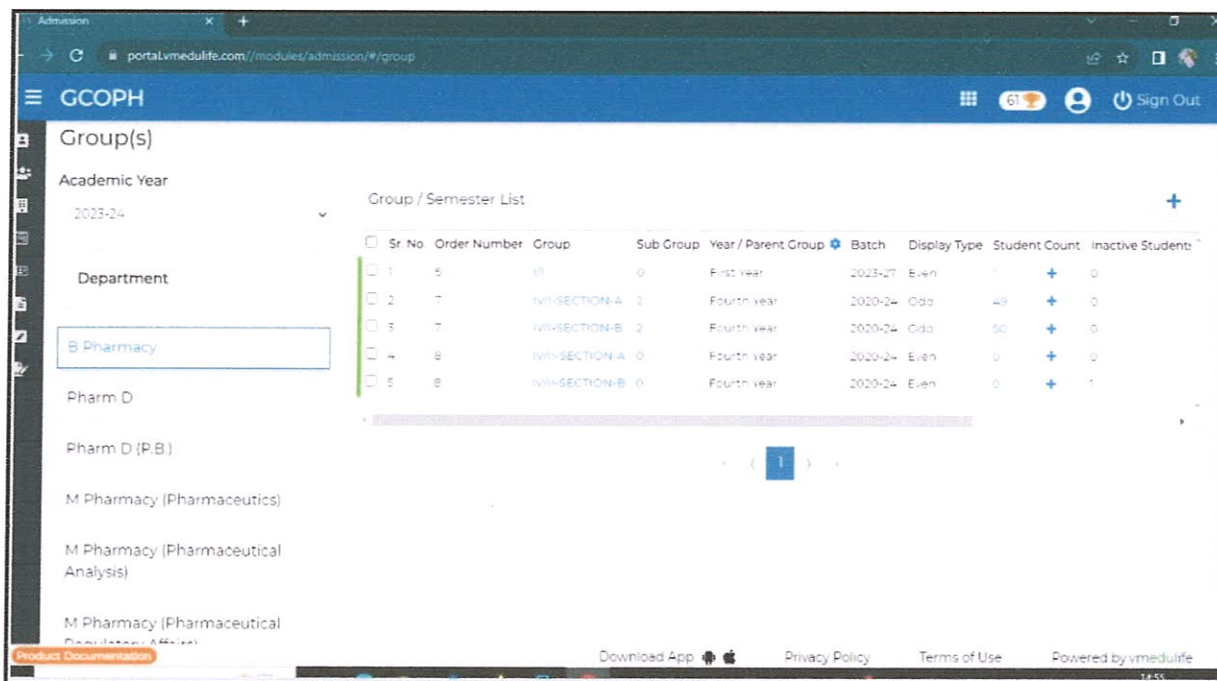 Admission
portal.vmedulife.com//modules/admission/#/group
GCOPH
61
Sign Out
Group(s)
Academic Year
2023-24
Group / Semester List
Sr. No Order Number Group Sub Group Year / Parent Group Batch Display Type Student Count Inactive Students
1 5 I/I 0 First Year 2023-27 Even 1 0
2 7 IV/I-SECTION-A 2 Fourth Year 2020-24 Odd 49 0
3 7 IV/I-SECTION-B 2 Fourth Year 2020-24 Odd 50 0
4 8 IV/II-SECTION-A 0 Fourth Year 2020-24 Even 0 0
5 8 IV/II-SECTION-B 0 Fourth Year 2020-24 Even 0 1
1
Department
B Pharmacy
Pharm D
Pharm D (P.B.)
M Pharmacy (Pharmaceutics)
M Pharmacy (Pharmaceutical
Analysis)
M Pharmacy (Pharmaceutical
Regulatory Affairs)
Product Documentation
Download App Privacy Policy Terms of Use Powered by vmedulife
14:55